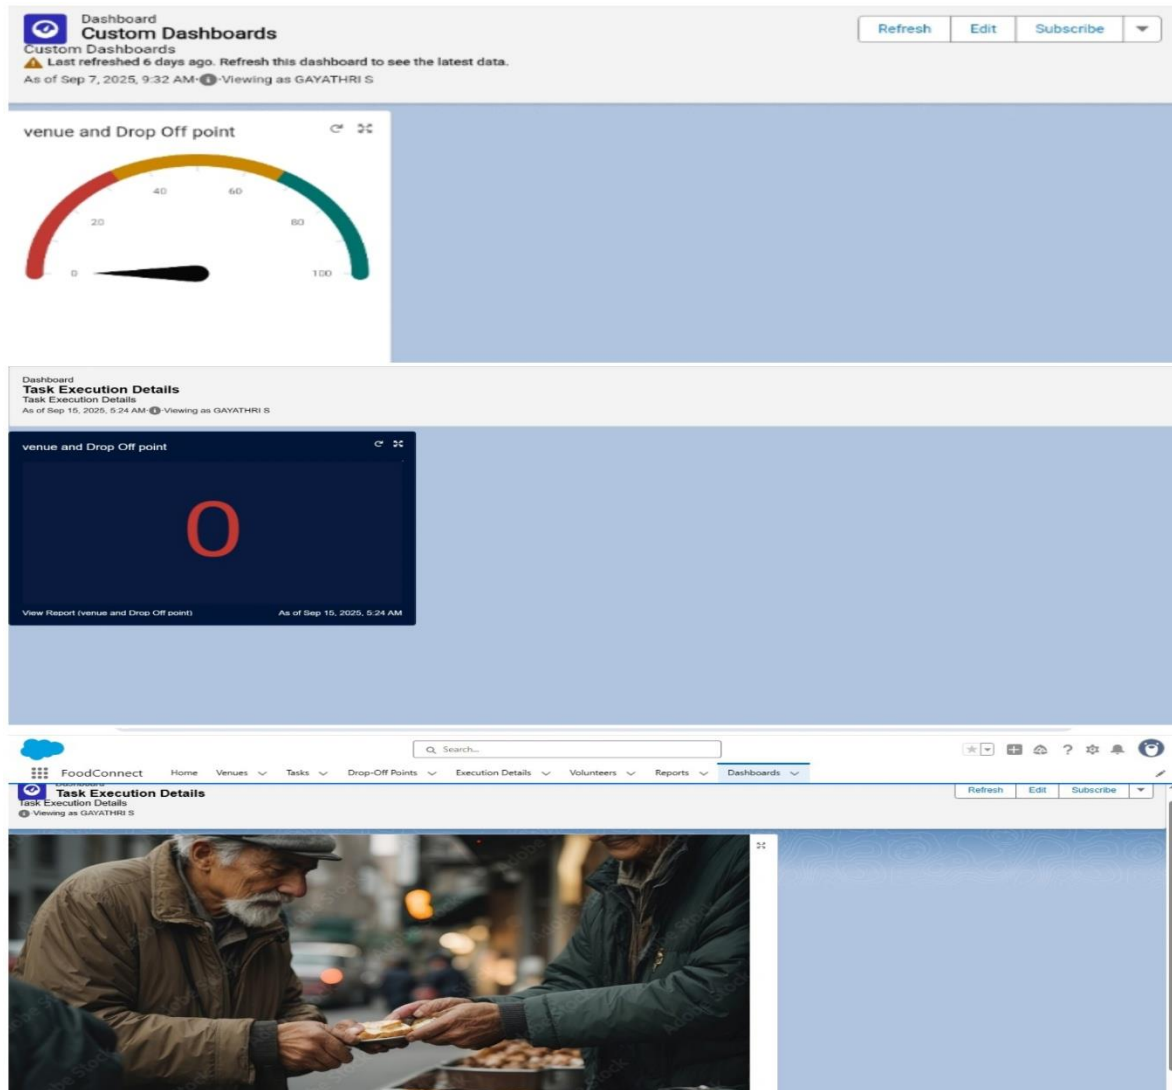 Dashboard
Custom Dashboards
Custom Dashboards
Last refreshed 6 days ago. Refresh this dashboard to see the latest data.
As of Sep 7, 2025, 9:32 AM·Viewing as GAYATHRI S
Refresh Edit Subscribe
venue and Drop Off point
40 60
20 80
0 100
Dashboard
Task Execution Details
Task Execution Details
As of Sep 15, 2025, 5:24 AM·Viewing as GAYATHRI S
venue and Drop Off point
0
View Report (venue and Drop Off point) As of Sep 15, 2025, 5:24 AM
Search...
FoodConnect Home Venues Tasks Drop-Off Points Execution Details Volunteers Reports Dashboards
Dashboard
Task Execution Details
Refresh Edit Subscribe
Task Execution Details
Viewing as GAYATHRI S
Adobe Stock